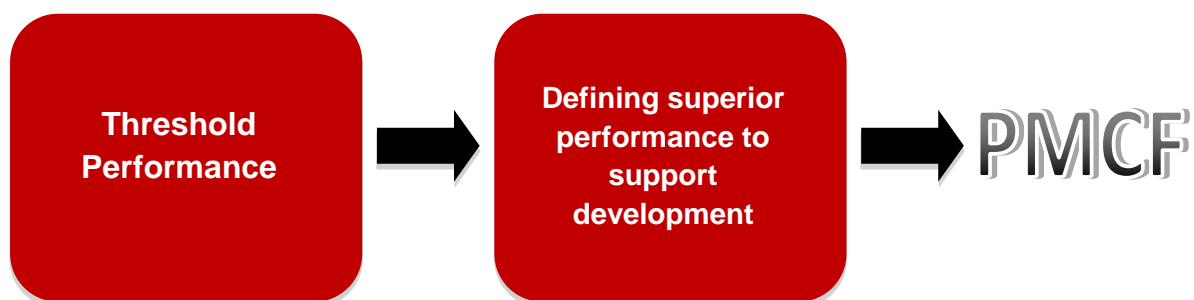 Threshold
Performance
Defining superior
performance to
support
development
PMCF